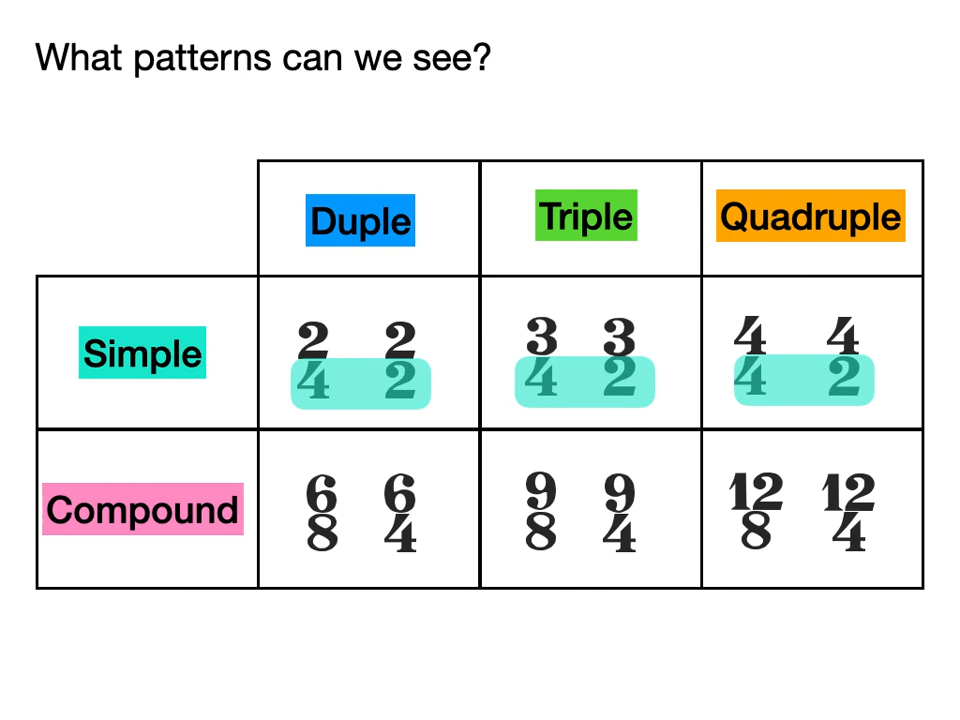 What patterns can we see?
Duple Triple Quadruple
Simple
2 2 3 3 4 4
4 2 4 2 4 2
Compound
6 6 9 9 12 12
8 4 8 4 8 4